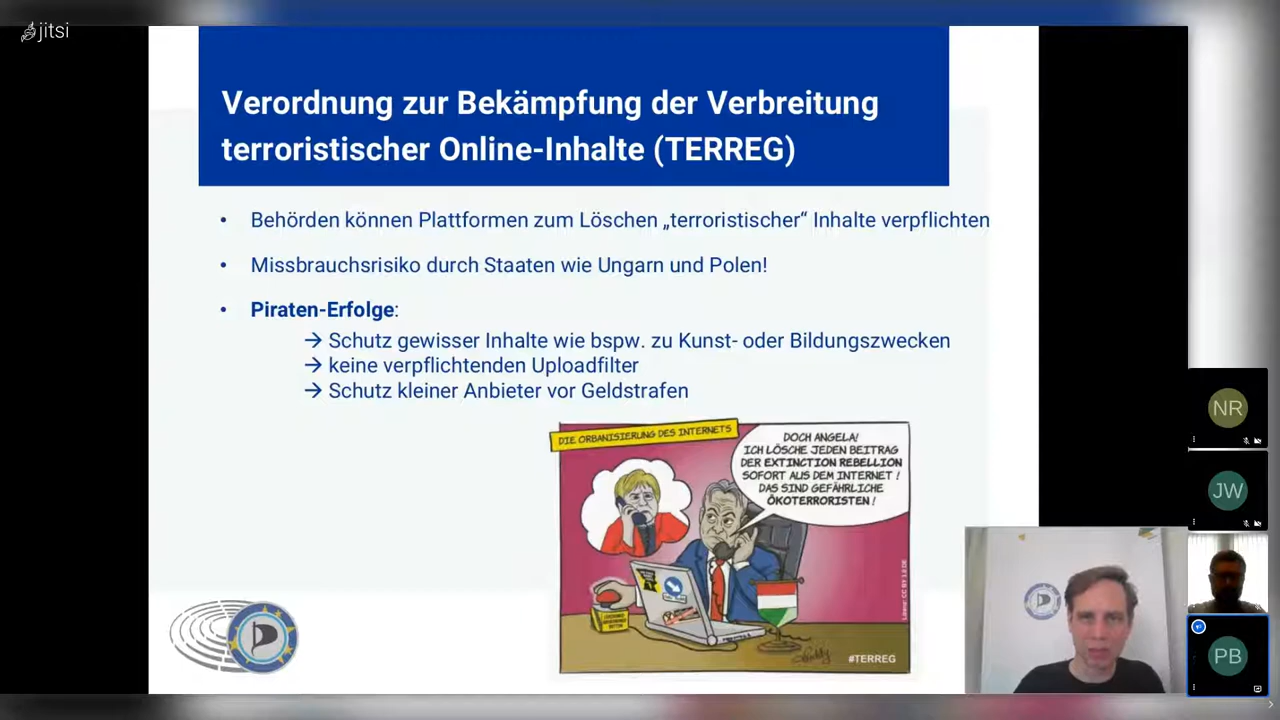 jitsi
Verordnung zur Bekämpfung der Verbreitung
terroristischer Online-Inhalte (TERREG)
• Behörden können Plattformen zum Löschen „terroristischer“ Inhalte verpflichten
• Missbrauchsrisiko durch Staaten wie Ungarn und Polen!
• Piraten-Erfolge:
→ Schutz gewisser Inhalte wie bspw. zu Kunst- oder Bildungszwecken
→ keine verpflichtenden Uploadfilter
→ Schutz kleiner Anbieter vor Geldstrafen
DIE ORBANISIERUNG DES INTERNETS
DOCH ANGELA!
ICH LÖSCHE JEDEN BEITRAG
DER EXTINCTION REBELLION
SOFORT AUS DEM INTERNET !
DAS SIND GEFÄHRLICHE
ÖKOTERRORISTEN !
#TERREG
NR
JW
PB